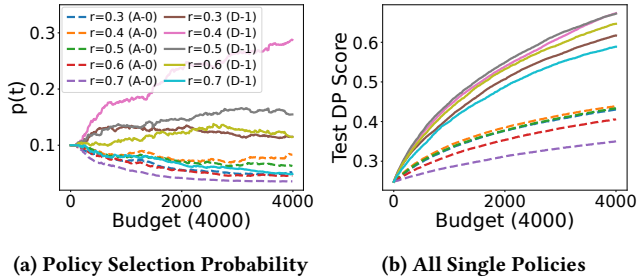 r=0.3 (A-0) r=0.3 (D-1)
r=0.4 (A-0) r=0.4 (D-1)
r=0.5 (A-0) r=0.5 (D-1)
r=0.6 (A-0) r=0.6 (D-1)
r=0.7 (A-0) r=0.7 (D-1)
p(t)
0.3
0.2
0.1
0 2000 4000
Budget (4000)
(a) Policy Selection Probability
Test DP Score
0.6
0.5
0.4
0.3
0 2000 4000
Budget (4000)
(b) All Single Policies